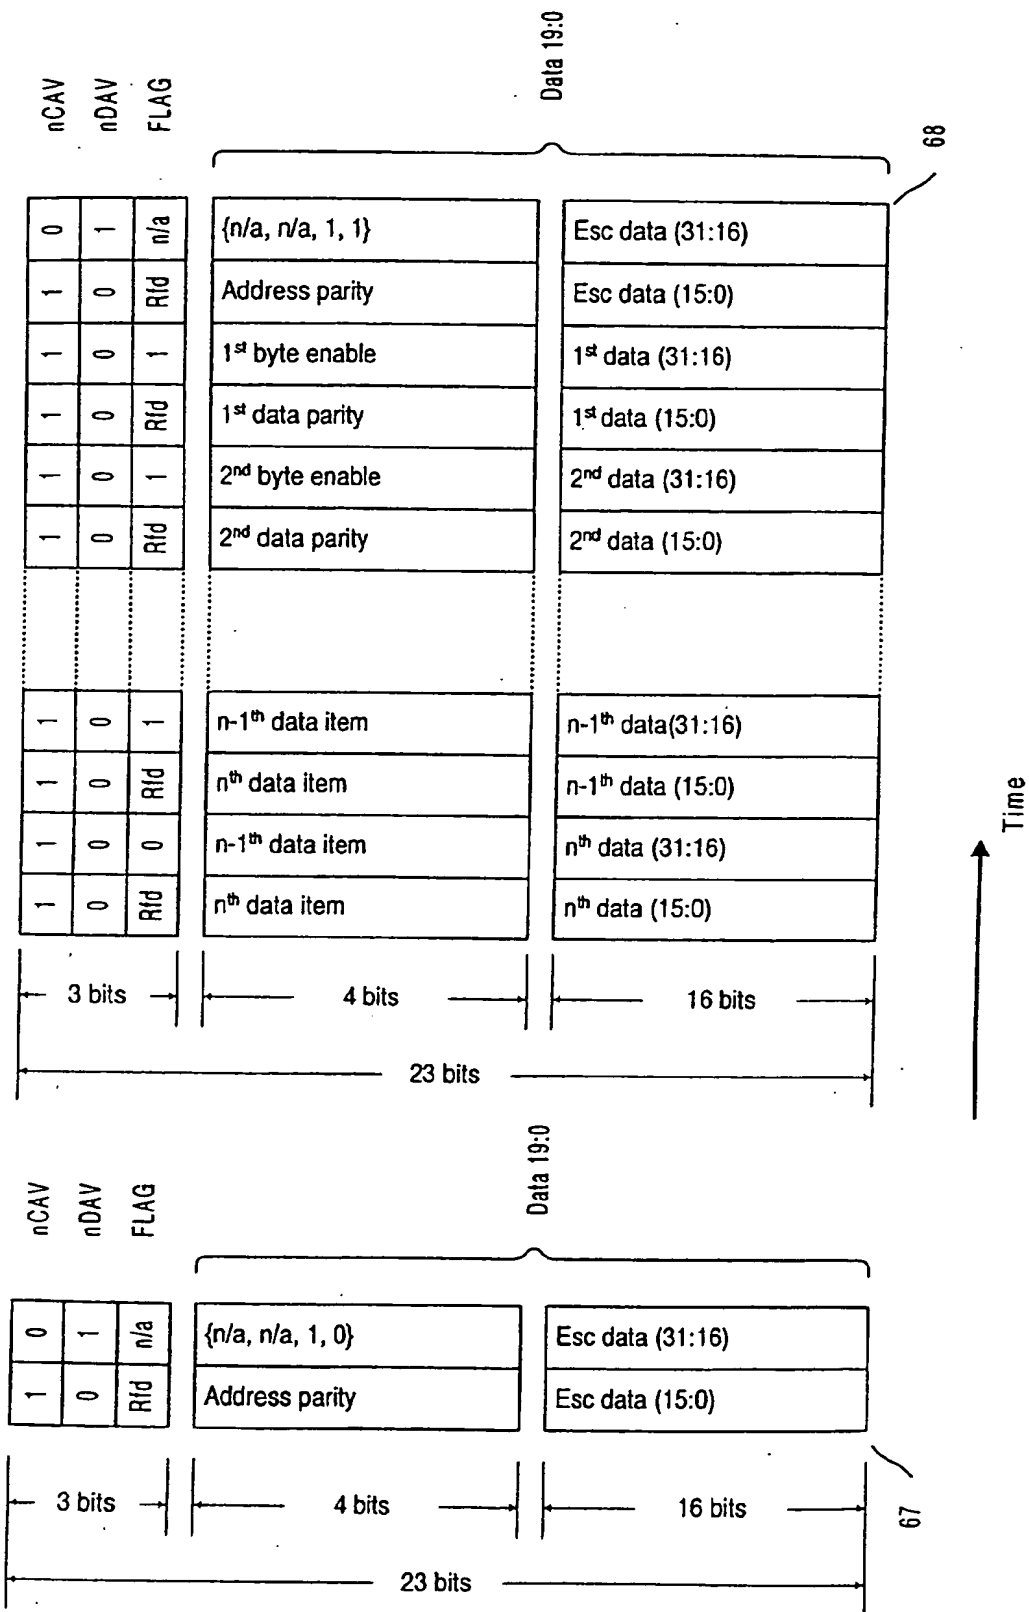 nCAV
nDAV
FLAG
Data 19:0
0 1 n/a {n/a, n/a, 1, 1} Esc data (31:16)
1 0 Rfd Address parity Esc data (15:0)
1 0 1 1st byte enable 1st data (31:16)
1 0 Rfd 1st data parity 1st data (15:0)
1 0 1 2nd byte enable 2nd data (31:16)
1 0 Rfd 2nd data parity 2nd data (15:0)
1 0 1 n-1th data item n-1th data(31:16)
1 0 Rfd nth data item n-1th data (15:0)
1 0 0 n-1th data item nth data (31:16)
1 0 Rfd nth data item nth data (15:0)
3 bits 4 bits 16 bits
23 bits
68
Time
nCAV
nDAV
FLAG
Data 19:0
0 1 n/a {n/a, n/a, 1, 0} Esc data (31:16)
1 0 Rfd Address parity Esc data (15:0)
3 bits 4 bits 16 bits
23 bits
67